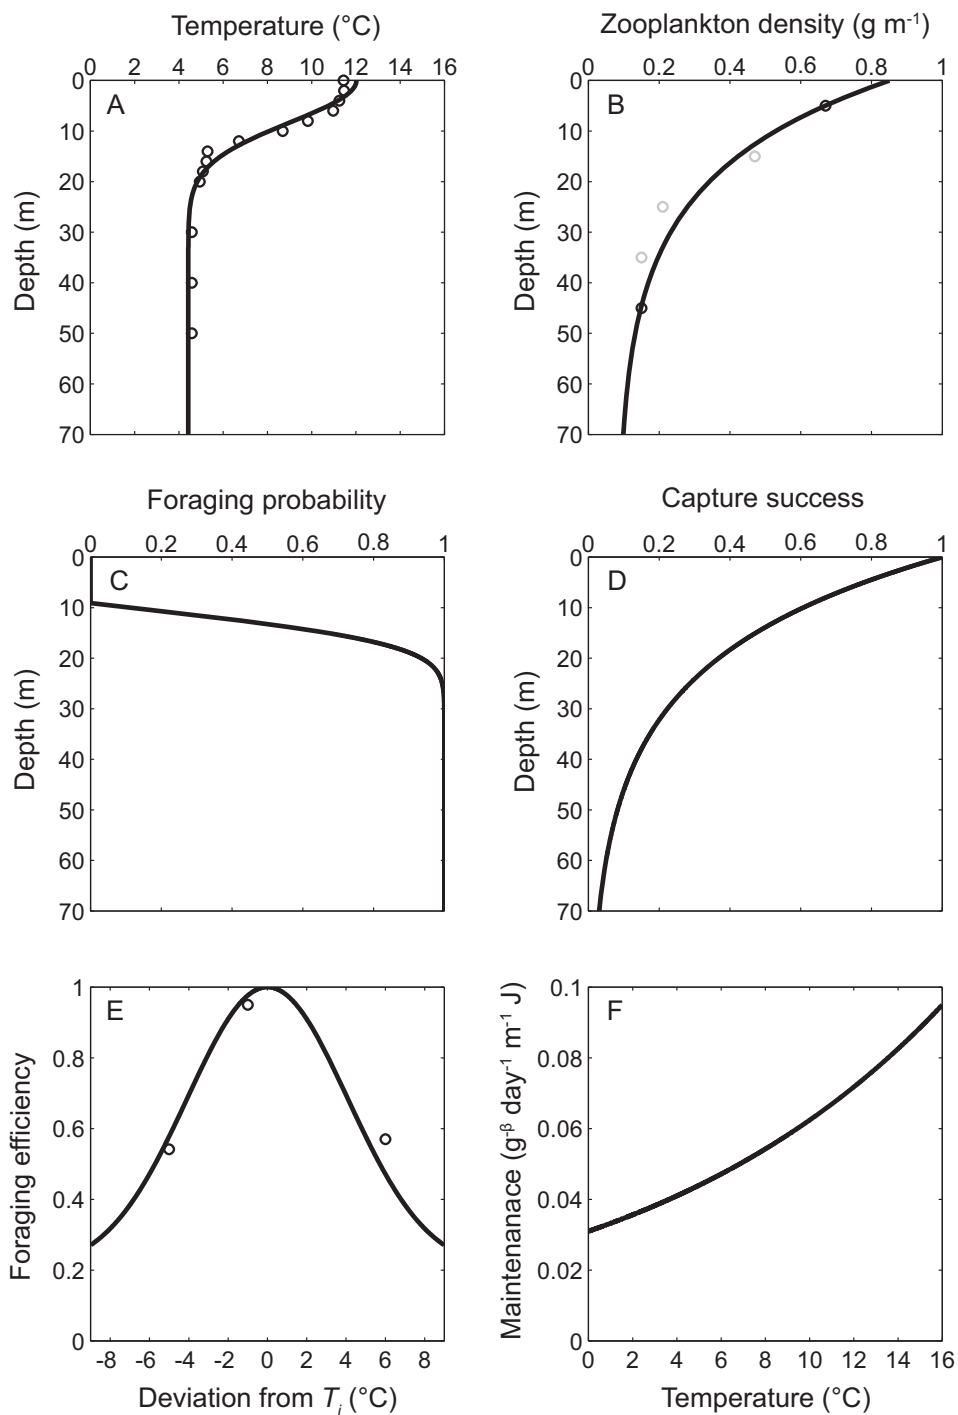 Temperature (°C)
0 2 4 6 8 10 12 14 16
A
0
10
20
30
40
50
60
70
Depth (m)
Zooplankton density (g m-1)
0 0.2 0.4 0.6 0.8 1
B
0
10
20
30
40
50
60
70
Depth (m)
Foraging probability
0 0.2 0.4 0.6 0.8 1
C
0
10
20
30
40
50
60
70
Depth (m)
Capture success
0 0.2 0.4 0.6 0.8 1
D
0
10
20
30
40
50
60
70
Depth (m)
E
1
0.8
0.6
0.4
0.2
0
Foraging efficiency
-8 -6 -4 -2 0 2 4 6 8
Deviation from Ti (°C)
F
0.1
0.08
0.06
0.04
0.02
0
Maintenanace (g-β day-1 m-1 J)
0 2 4 6 8 10 12 14 16
Temperature (°C)